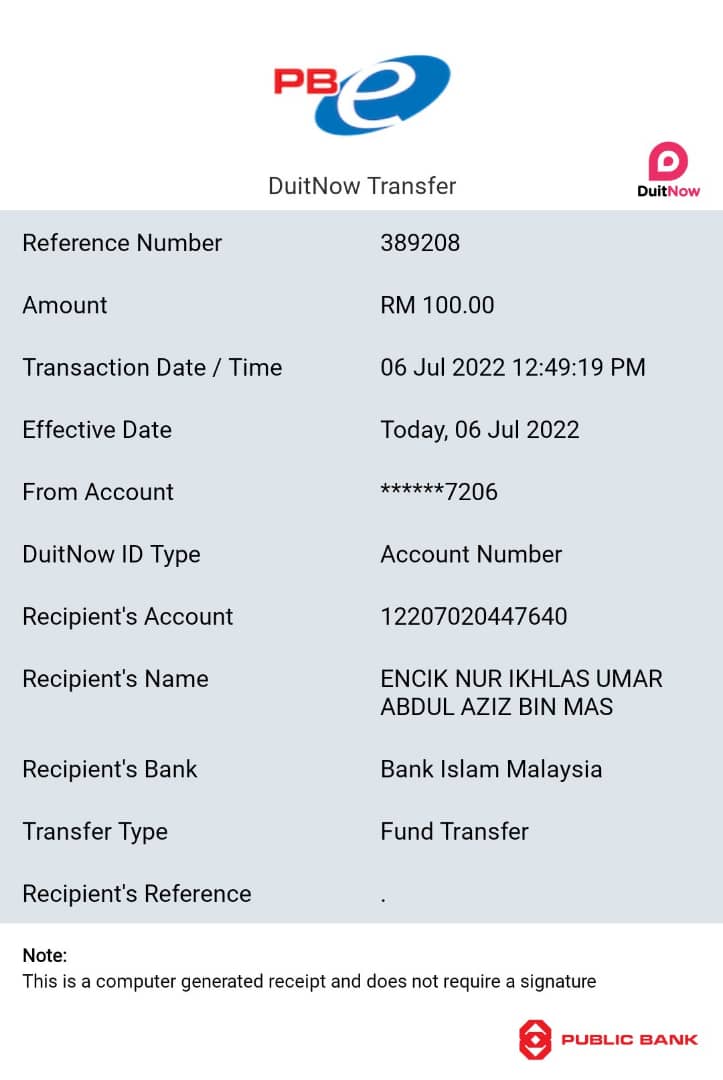 PB e
DuitNow Transfer
DuitNow
Reference Number 389208
Amount RM 100.00
Transaction Date / Time 06 Jul 2022 12:49:19 PM
Effective Date Today, 06 Jul 2022
From Account ******7206
DuitNow ID Type Account Number
Recipient's Account 12207020447640
Recipient's Name ENCIK NUR IKHLAS UMAR
ABDUL AZIZ BIN MAS
Recipient's Bank Bank Islam Malaysia
Transfer Type Fund Transfer
Recipient's Reference .
Note:
This is a computer generated receipt and does not require a signature
PUBLIC BANK